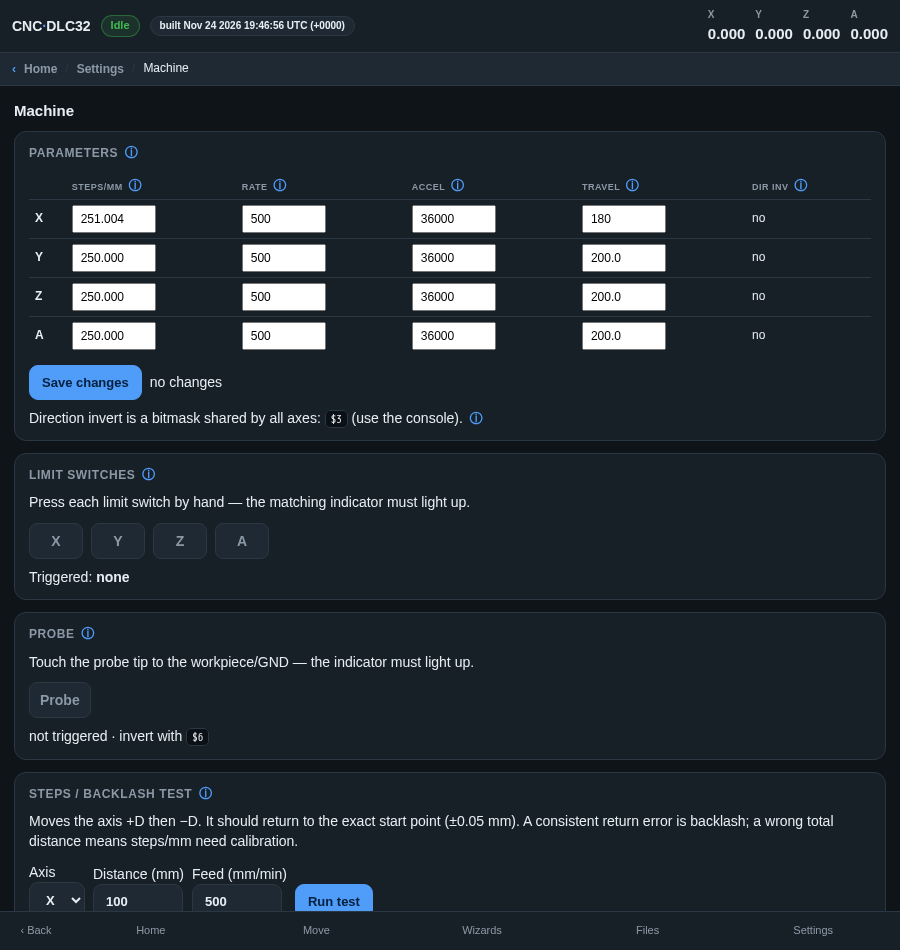 CNC·DLC32 Idle built Nov 24 2026 19:46:56 UTC (+0000) X Y Z A
0.000 0.000 0.000 0.000
‹ Home / Settings / Machine
Machine
PARAMETERS ⓘ
STEPS/MM ⓘ RATE ⓘ ACCEL ⓘ TRAVEL ⓘ DIR INV ⓘ
X 251.004 500 36000 180 no
Y 250.000 500 36000 200.0 no
Z 250.000 500 36000 200.0 no
A 250.000 500 36000 200.0 no
Save changes no changes
Direction invert is a bitmask shared by all axes: $3 (use the console). ⓘ
LIMIT SWITCHES ⓘ
Press each limit switch by hand — the matching indicator must light up.
X Y Z A
Triggered: none
PROBE ⓘ
Touch the probe tip to the workpiece/GND — the indicator must light up.
Probe
not triggered · invert with $6
STEPS / BACKLASH TEST ⓘ
Moves the axis +D then −D. It should return to the exact start point (±0.05 mm). A consistent return error is backlash; a wrong total
distance means steps/mm need calibration.
Axis Distance (mm) Feed (mm/min)
X 100 500 Run test
‹ Back Home Move Wizards Files Settings